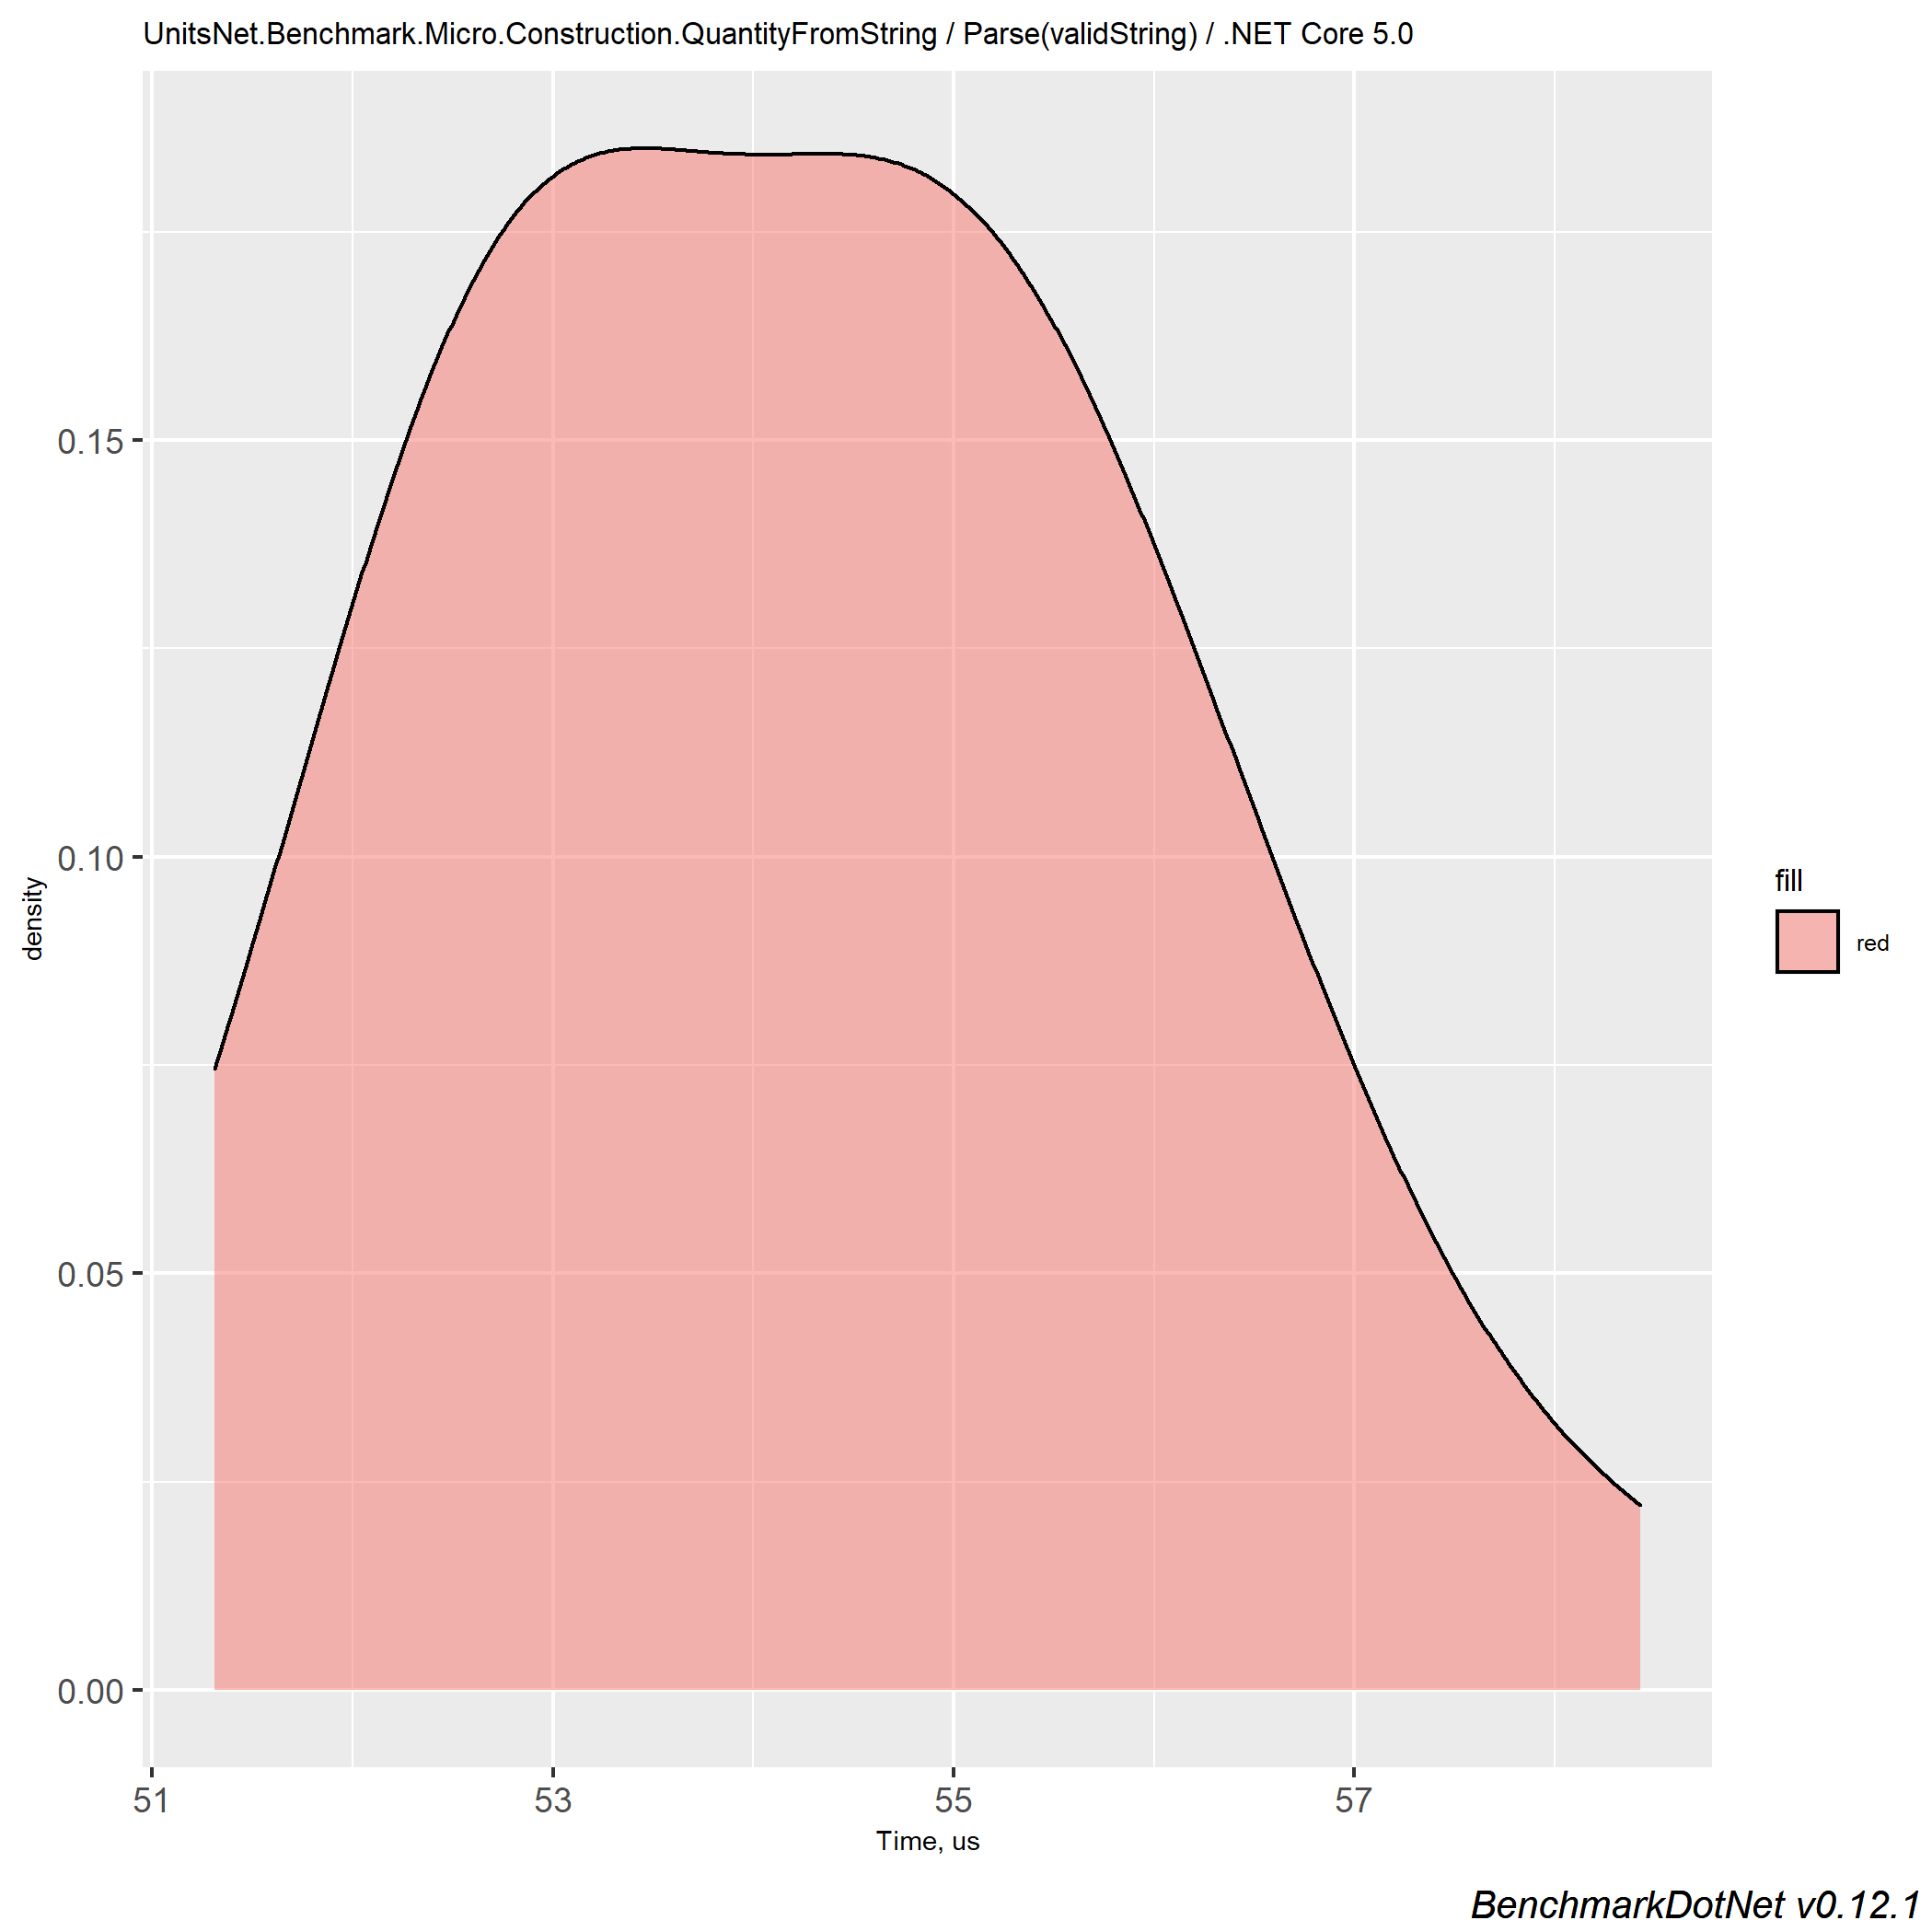 UnitsNet.Benchmark.Micro.Construction.QuantityFromString / Parse(validString) / .NET Core 5.0
density
0.15
0.10
0.05
0.00
51 53 55 57
Time, us
fill
red
BenchmarkDotNet v0.12.1